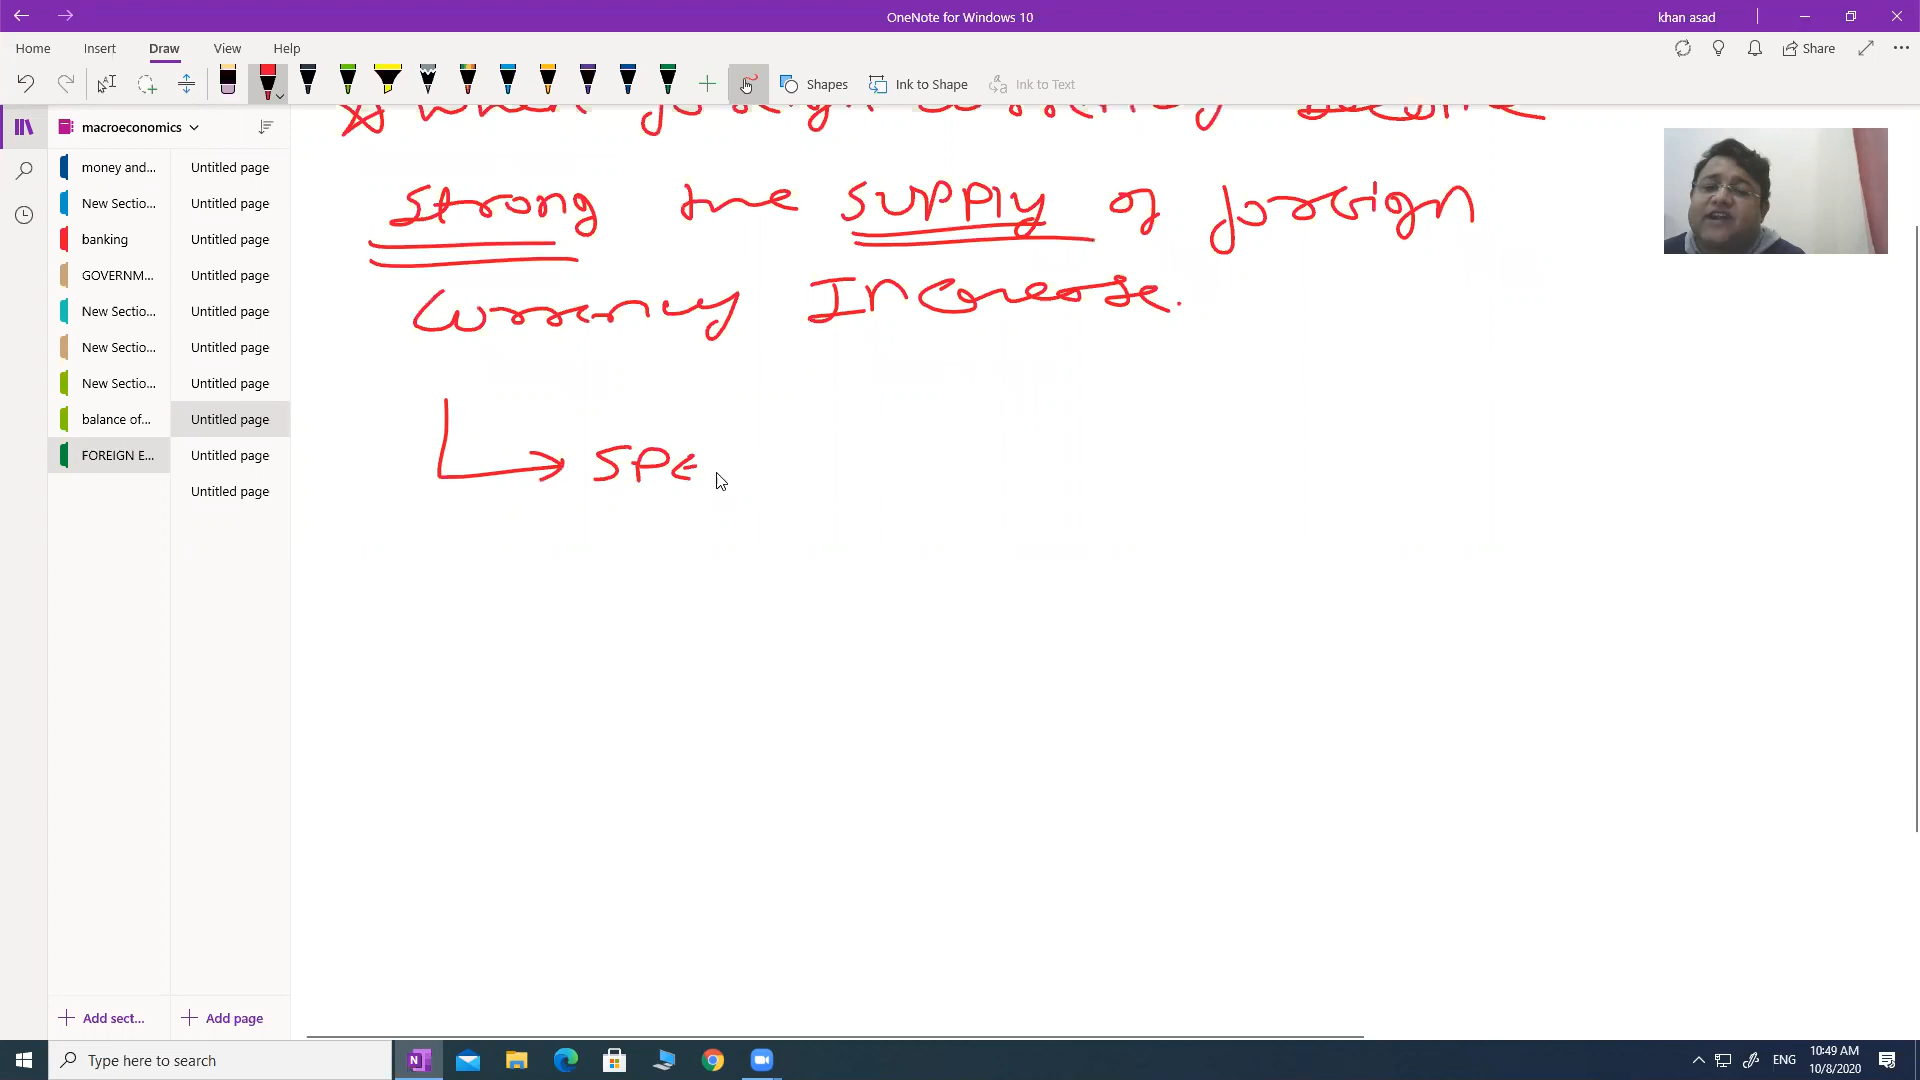 OneNote for Windows 10
khan asad
Home Insert Draw View Help
Share
Shapes Ink to Shape Ink to Text
macroeconomics
money and...
New Sectio...
banking
GOVERNM...
New Sectio...
New Sectio...
New Sectio...
balance of...
FOREIGN E...
Untitled page
Untitled page
Untitled page
Untitled page
Untitled page
Untitled page
Untitled page
Untitled page
Untitled page
Untitled page
when foreign currency become
strong the supply of foreign
currency Increase.
SPE
Add sect... Add page
Type here to search
ENG
10:49 AM
10/8/2020